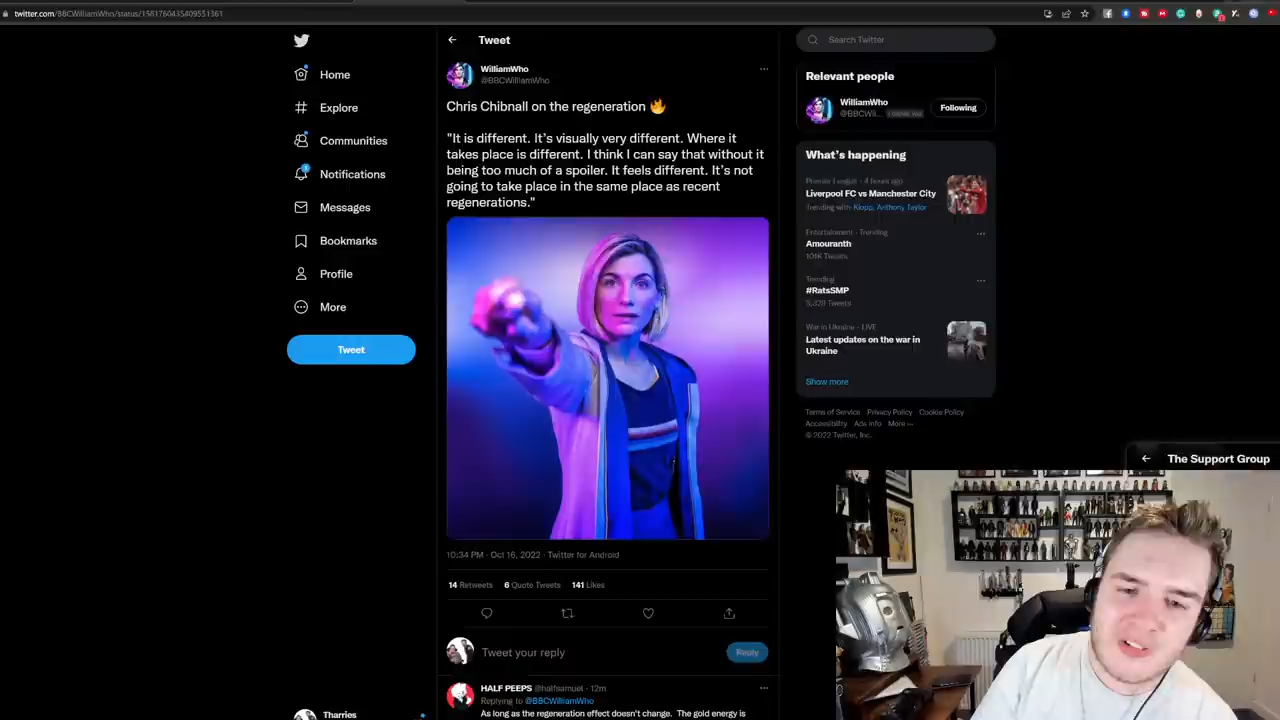 twitter.com/BBCWilliamWho/status/1581760435409551361
Home
Explore
Communities
Notifications
Messages
Bookmarks
Profile
More
Tweet
Tharries
Tweet
WilliamWho
@BBCWilliamWho
Chris Chibnall on the regeneration 🔥
"It is different. It's visually very different. Where it
takes place is different. I think I can say that without it
being too much of a spoiler. It feels different. It's not
going to take place in the same place as recent
regenerations."
10:34 PM · Oct 16, 2022 · Twitter for Android
14 Retweets 6 Quote Tweets 141 Likes
Tweet your reply
Reply
HALF PEEPS @halfsamuel · 12m
Replying to @BBCWilliamWho
As long as the regeneration effect doesn't change. The gold energy is
Search Twitter
Relevant people
WilliamWho
@BBCWilli...
Following
What's happening
Premier League · 4 hours ago
Liverpool FC vs Manchester City
Trending with Klopp, Anthony Taylor
Entertainment · Trending
Amouranth
101K Tweets
Trending
#RatsSMP
Tweets
War in Ukraine · LIVE
Latest updates on the war in
Ukraine
Show more
Terms of Service Privacy Policy Cookie Policy
Accessibility Ads info More ...
© 2022 Twitter, Inc.
The Support Group